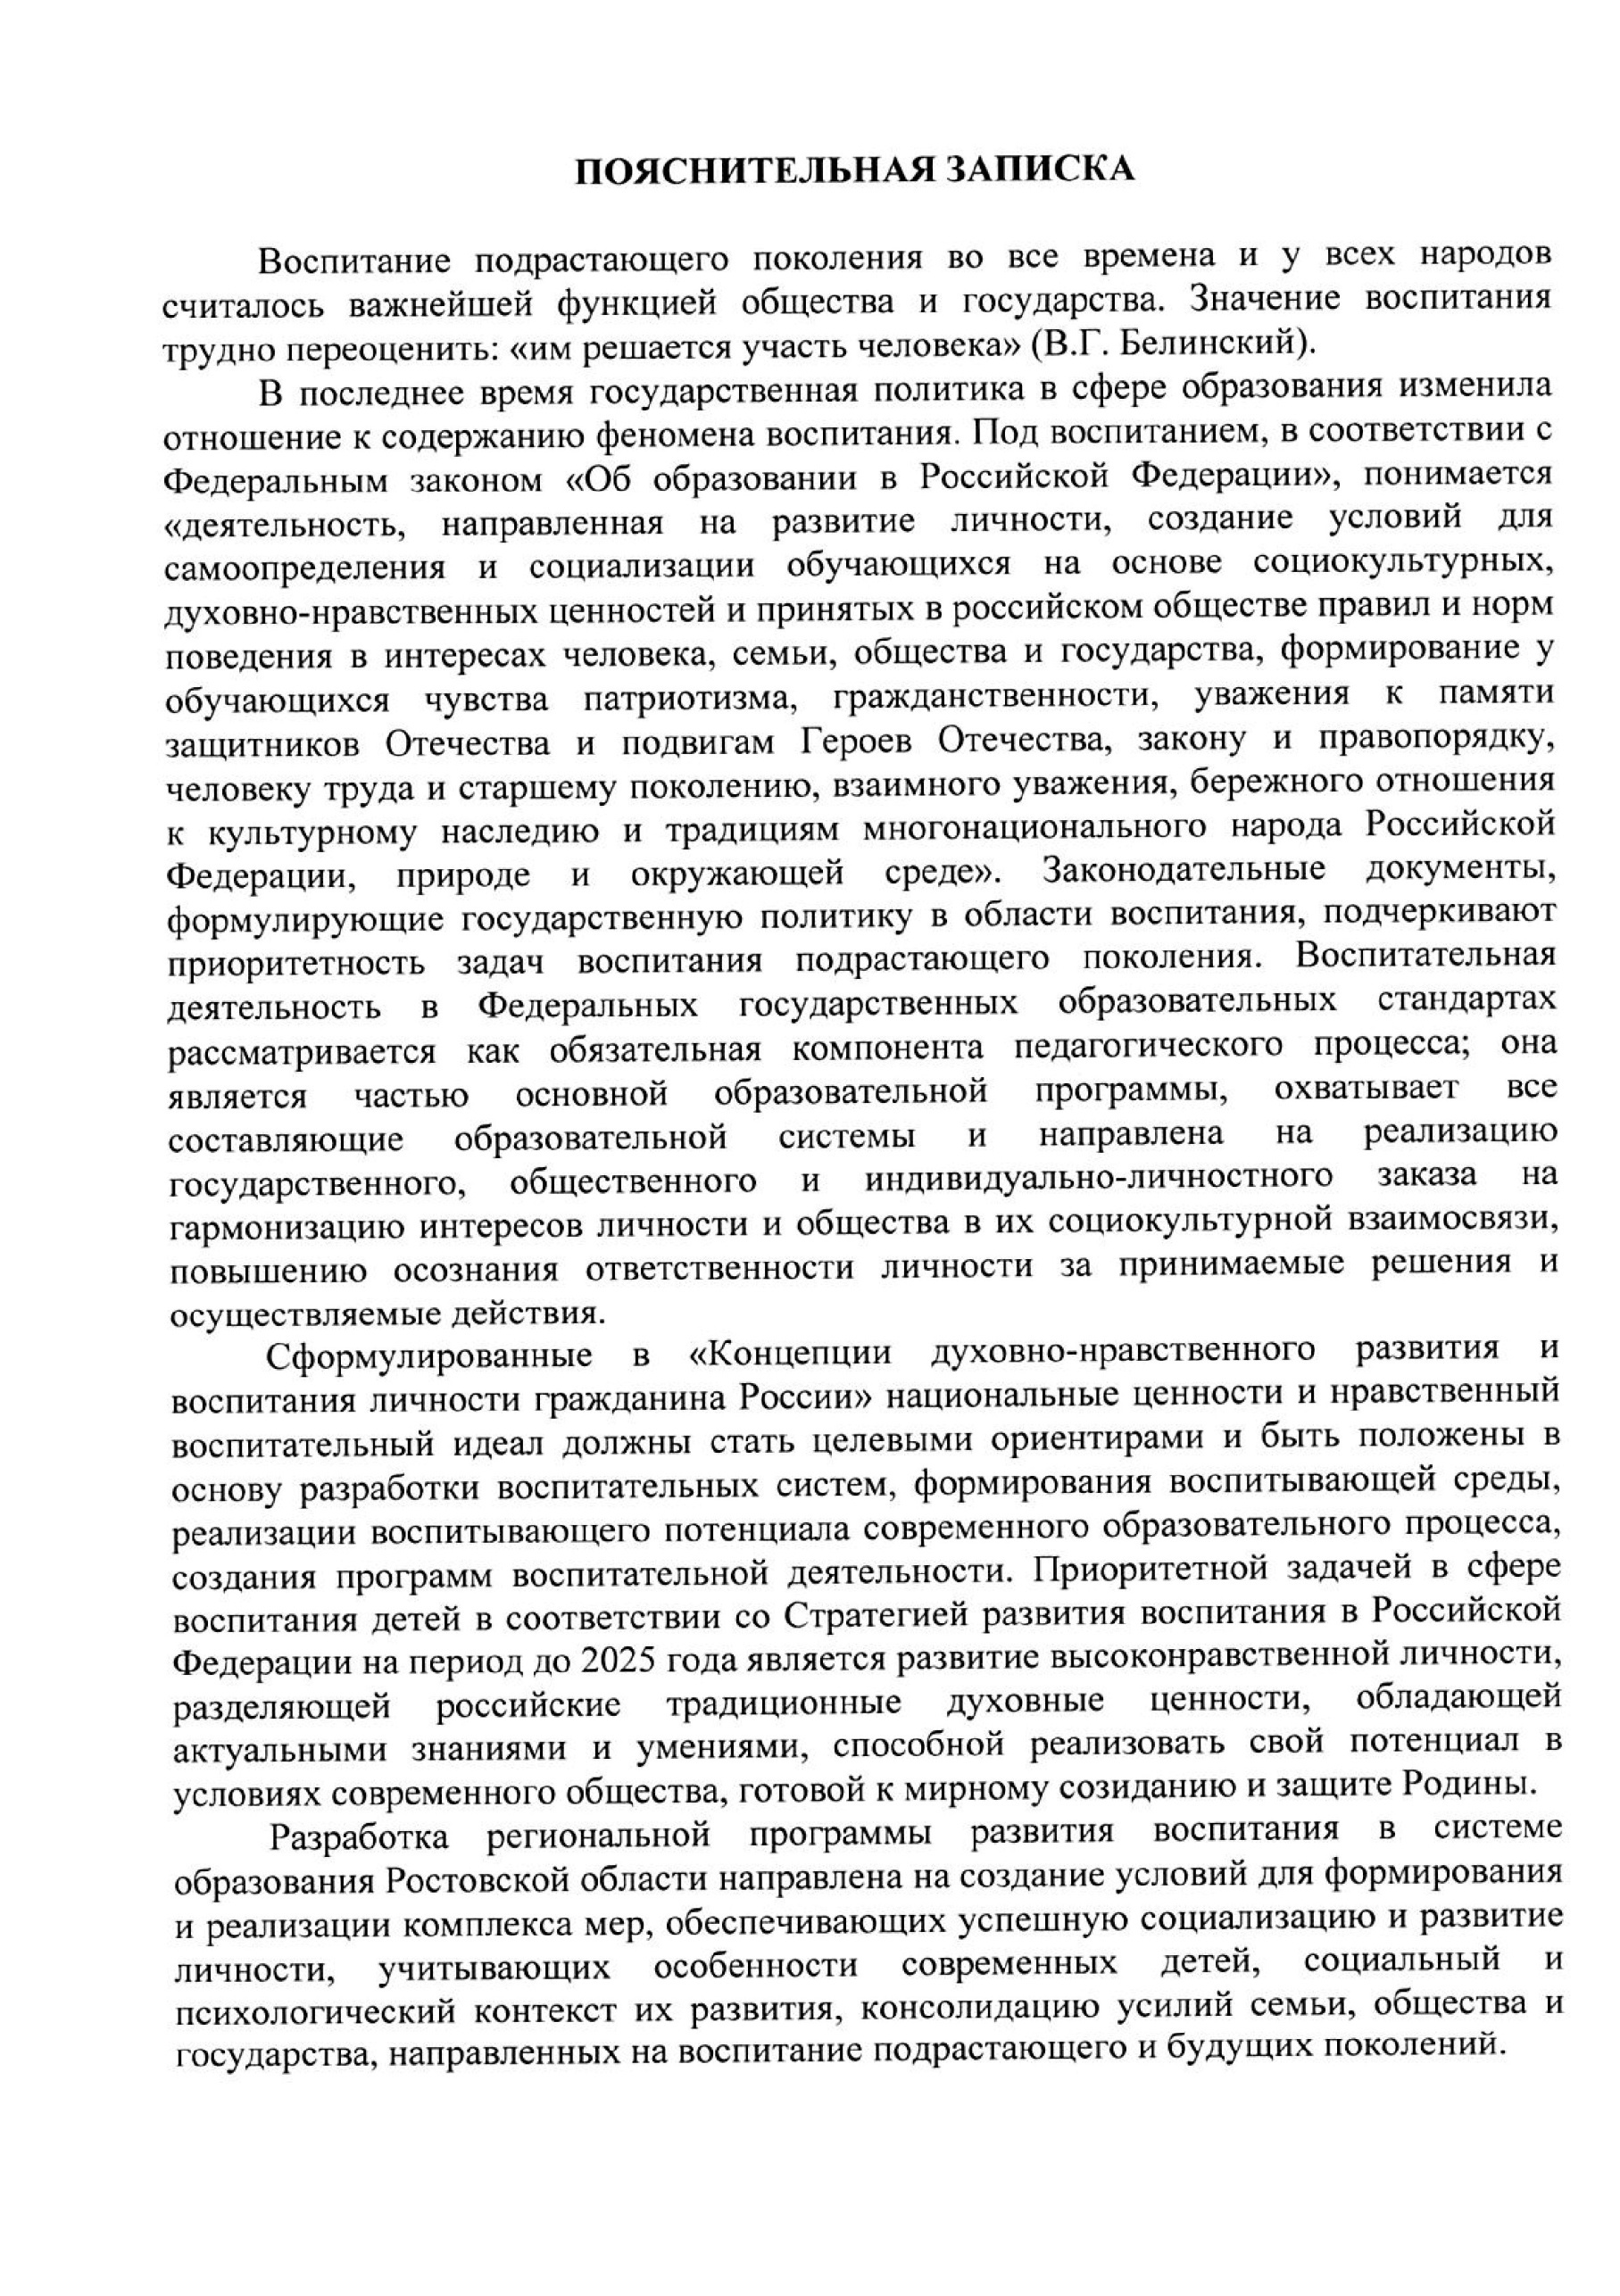 ПОЯСНИТЕЛЬНАЯ ЗАПИСКА
Воспитание подрастающего поколения во все времена и у всех народов
считалось важнейшей функцией общества и государства. Значение воспитания
трудно переоценить: «им решается участь человека» (В.Г. Белинский).
В последнее время государственная политика в сфере образования изменила
отношение к содержанию феномена воспитания. Под воспитанием, в соответствии с
Федеральным законом «Об образовании в Российской Федерации», понимается
«деятельность, направленная на развитие личности, создание условий для
самоопределения и социализации обучающихся на основе социокультурных,
духовно-нравственных ценностей и принятых в российском обществе правил и норм
поведения в интересах человека, семьи, общества и государства, формирование у
обучающихся чувства патриотизма, гражданственности, уважения к памяти
защитников Отечества и подвигам Героев Отечества, закону и правопорядку,
человеку труда и старшему поколению, взаимного уважения, бережного отношения
к культурному наследию и традициям многонационального народа Российской
Федерации, природе и окружающей среде». Законодательные документы,
формулирующие государственную политику в области воспитания, подчеркивают
приоритетность задач воспитания подрастающего поколения. Воспитательная
деятельность в Федеральных государственных образовательных стандартах
рассматривается как обязательная компонента педагогического процесса; она
является частью основной образовательной программы, охватывает все
составляющие образовательной системы и направлена на реализацию
государственного, общественного и индивидуально-личностного заказа на
гармонизацию интересов личности и общества в их социокультурной взаимосвязи,
повышению осознания ответственности личности за принимаемые решения и
осуществляемые действия.
Сформулированные в «Концепции духовно-нравственного развития и
воспитания личности гражданина России» национальные ценности и нравственный
воспитательный идеал должны стать целевыми ориентирами и быть положены в
основу разработки воспитательных систем, формирования воспитывающей среды,
реализации воспитывающего потенциала современного образовательного процесса,
создания программ воспитательной деятельности. Приоритетной задачей в сфере
воспитания детей в соответствии со Стратегией развития воспитания в Российской
Федерации на период до 2025 года является развитие высоконравственной личности,
разделяющей российские традиционные духовные ценности, обладающей
актуальными знаниями и умениями, способной реализовать свой потенциал в
условиях современного общества, готовой к мирному созиданию и защите Родины.
Разработка региональной программы развития воспитания в системе
образования Ростовской области направлена на создание условий для формирования
и реализации комплекса мер, обеспечивающих успешную социализацию и развитие
личности, учитывающих особенности современных детей, социальный и
психологический контекст их развития, консолидацию усилий семьи, общества и
государства, направленных на воспитание подрастающего и будущих поколений.